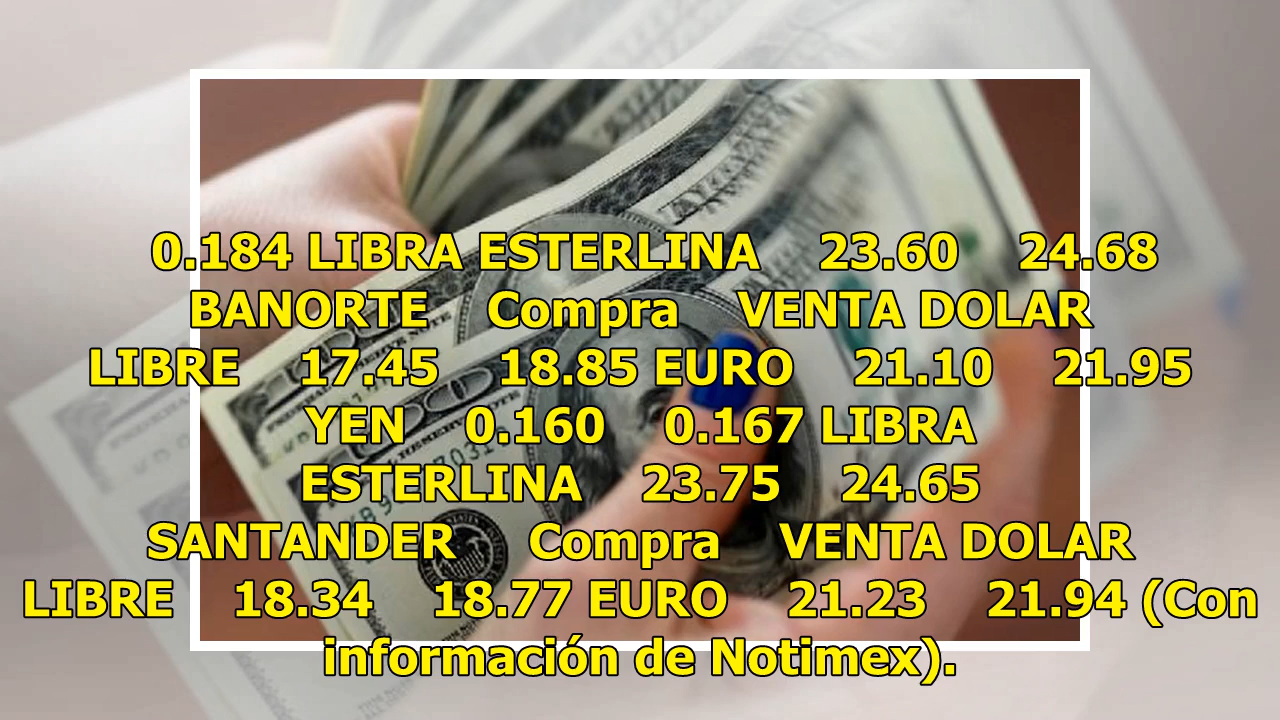 0.184 LIBRA ESTERLINA 23.60 24.68
BANORTE Compra VENTA DOLAR
LIBRE 17.45 18.85 EURO 21.10 21.95
YEN 0.160 0.167 LIBRA
ESTERLINA 23.75 24.65
SANTANDER Compra VENTA DOLAR
LIBRE 18.34 18.77 EURO 21.23 21.94 (Con
información de Notimex).